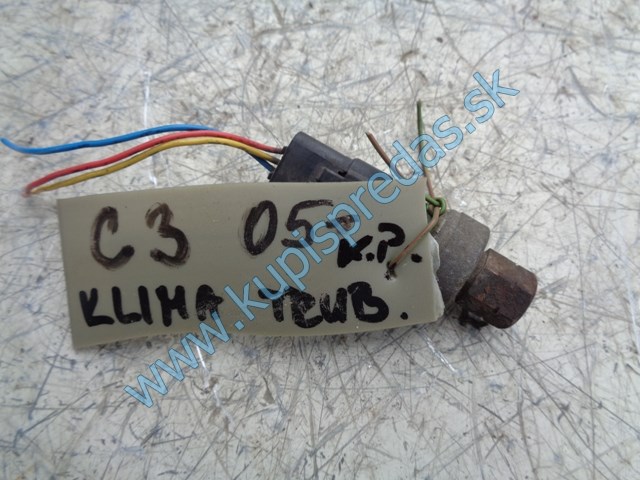 C3 05-
K.P.
KLIMA TRUB.
www.kupispredas.sk